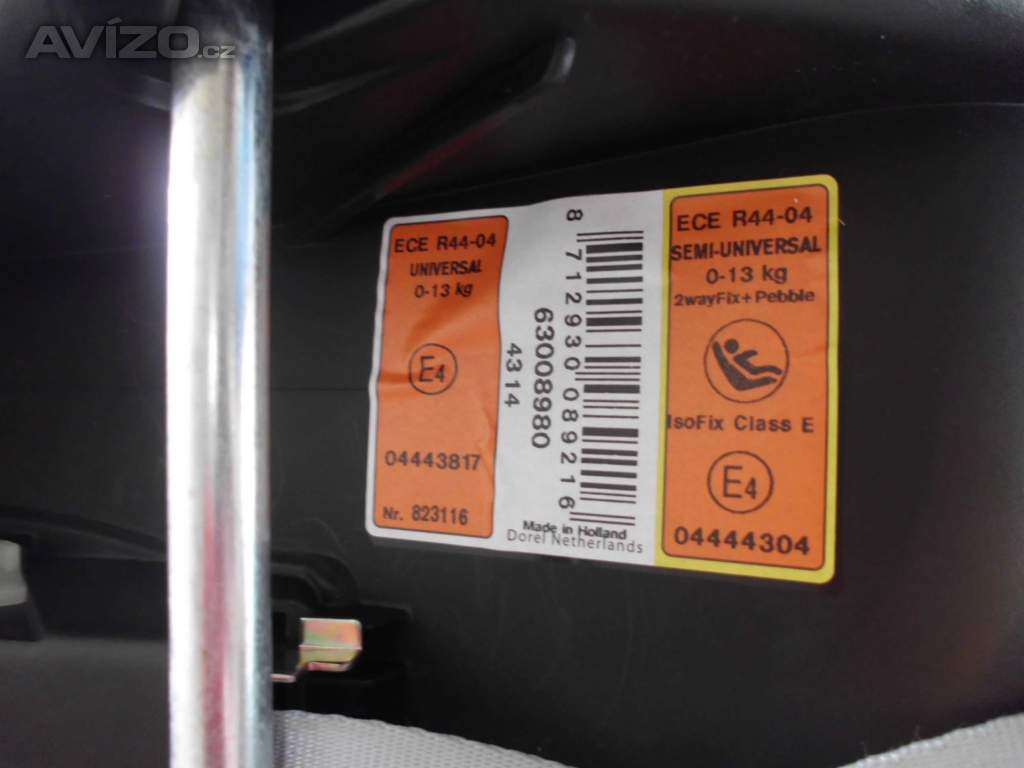 AVÍZO.cz
ECE R44-04
UNIVERSAL
0-13 kg
E4
04443817
Nr. 823116
8 712930 089216
63008980
4314
Made in Holland
Dorel Netherlands
ECE R44-04
SEMI-UNIVERSAL
0-13 kg
2wayFix+Pebble
IsoFix Class E
E4
04444304